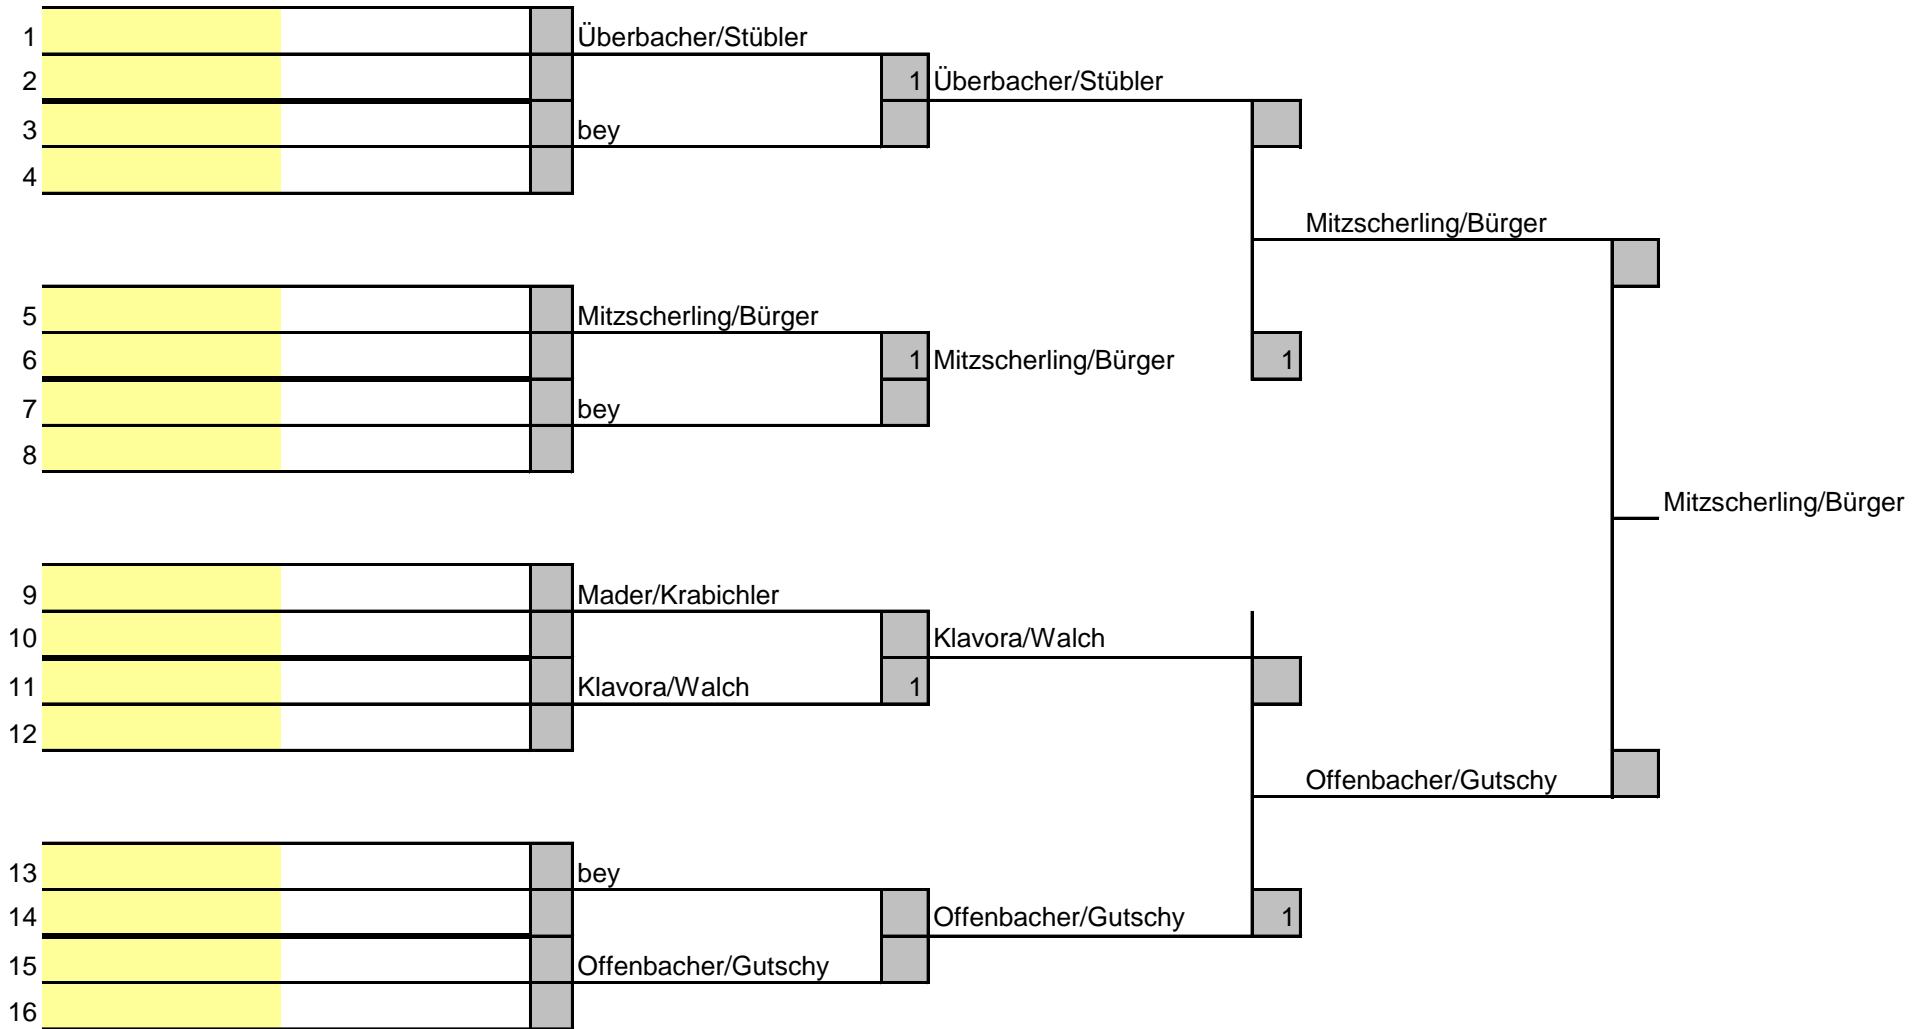 1 Überbacher/Stübler
2 1 Überbacher/Stübler
3 bey
4
Mitzscherling/Bürger
5 Mitzscherling/Bürger
6 1 Mitzscherling/Bürger 1
7 bey
8
Mitzscherling/Bürger
9 Mader/Krabichler
10 Klavora/Walch
11 Klavora/Walch 1
12
Offenbacher/Gutschy
13 bey
14 Offenbacher/Gutschy 1
15 Offenbacher/Gutschy
16